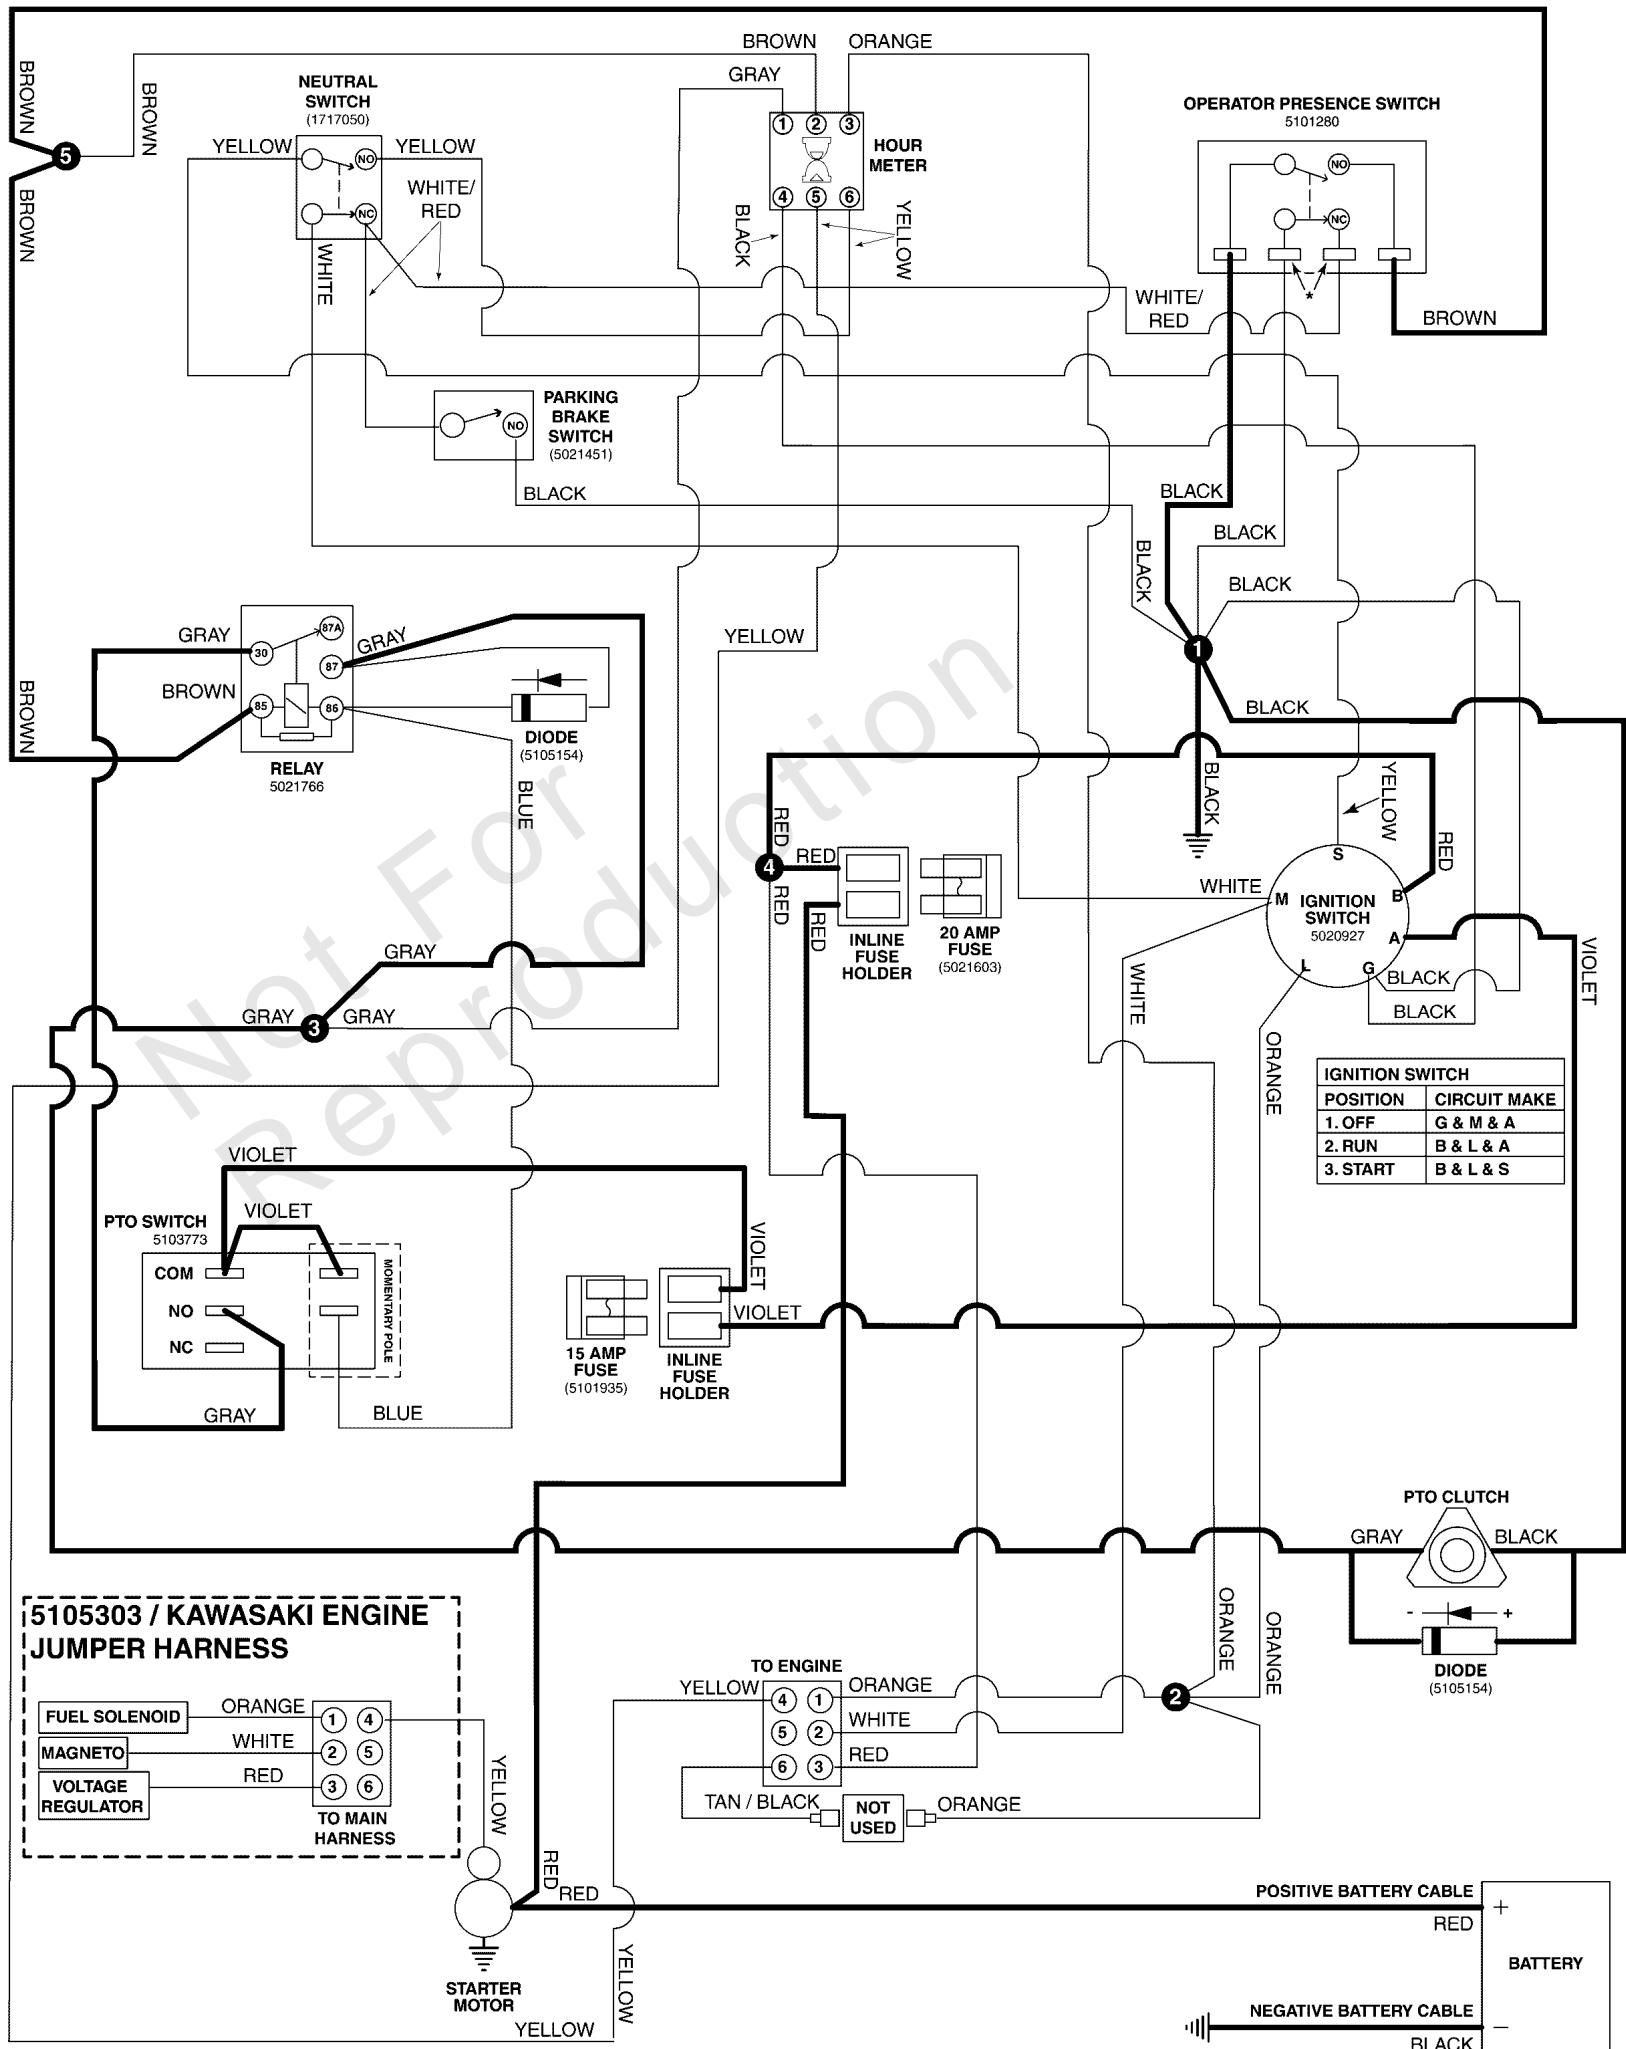 BROWN
ORANGE
GRAY
BROWN
BROWN
NEUTRAL
SWITCH
(1717050)
OPERATOR PRESENCE SWITCH
5101280
1 2 3
HOUR
METER
4 5 6
5
YELLOW
NO
YELLOW
WHITE/
RED
NC
NO
NC
*
BROWN
WHITE
BLACK
YELLOW
WHITE/
RED
BROWN
PARKING
BRAKE
SWITCH
(5021451)
NO
BLACK
BLACK
BLACK
BLACK
BLACK
1
BLACK
BLACK
YELLOW
GRAY
30
87A
87
GRAY
BROWN
85
86
RELAY
5021766
DIODE
(5105154)
BROWN
BLUE
RED
4
RED
RED
RED
INLINE
FUSE
HOLDER
20 AMP
FUSE
(5021603)
YELLOW
RED
WHITE
S
M
B
A
L
G
IGNITION
SWITCH
5020927
BLACK
BLACK
VIOLET
WHITE
ORANGE
GRAY
GRAY
3
GRAY
Not For
Reproduction
IGNITION SWITCH
POSITION CIRCUIT MAKE
1. OFF G & M & A
2. RUN B & L & A
3. START B & L & S
VIOLET
VIOLET
PTO SWITCH
5103773
COM
NO
NC
MOMENTARY POLE
GRAY
BLUE
VIOLET
VIOLET
15 AMP
FUSE
(5101935)
INLINE
FUSE
HOLDER
PTO CLUTCH
GRAY
BLACK
- +
DIODE
(5105154)
ORANGE
ORANGE
2
5105303 / KAWASAKI ENGINE
JUMPER HARNESS
FUEL SOLENOID
ORANGE
1 4
MAGNETO
WHITE
2 5
VOLTAGE
REGULATOR
RED
3 6
TO MAIN
HARNESS
YELLOW
TO ENGINE
YELLOW
4 1
ORANGE
5 2
WHITE
6 3
RED
TAN / BLACK
NOT
USED
ORANGE
RED
RED
STARTER
MOTOR
YELLOW
YELLOW
POSITIVE BATTERY CABLE
RED
+
BATTERY
NEGATIVE BATTERY CABLE
BLACK
–